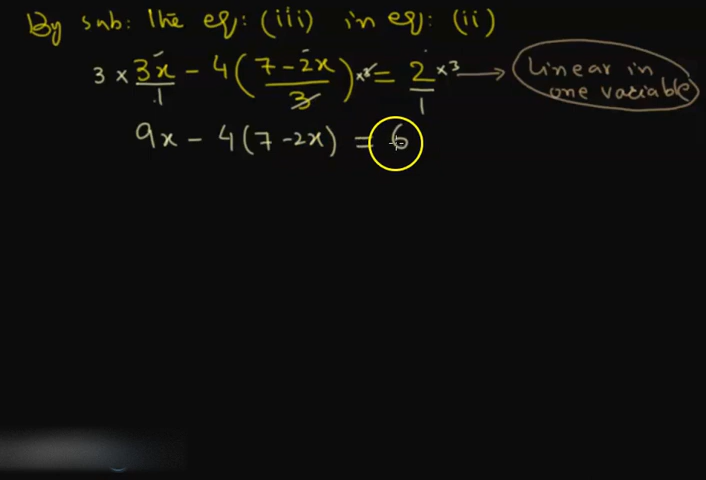 By sub: the eq: (iii) in eq: (ii)
3 × 3x/1 − 4(7−2x/3)×3 = 2/1 ×3 → Linear in one variable
9x − 4(7−2x) = 6